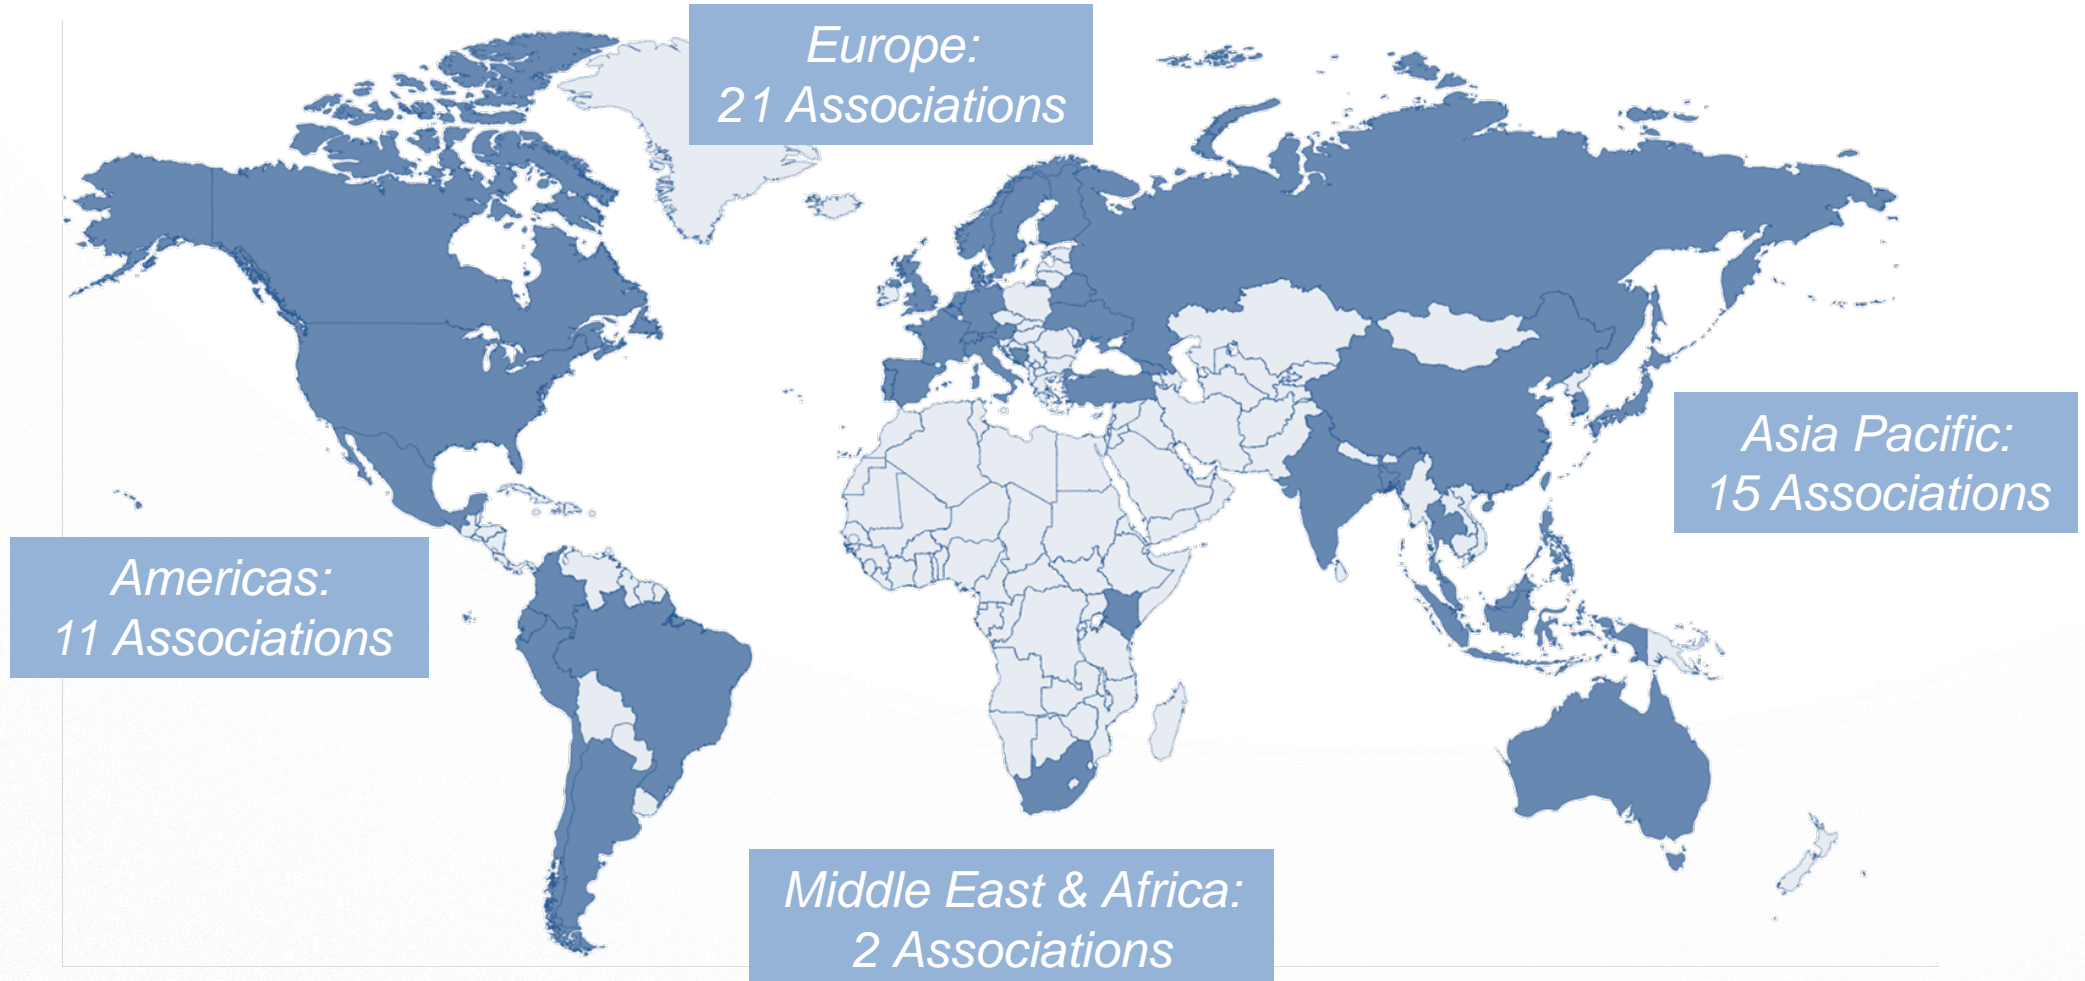 Europe:
21 Associations
Asia Pacific:
15 Associations
Americas:
11 Associations
Middle East & Africa:
2 Associations